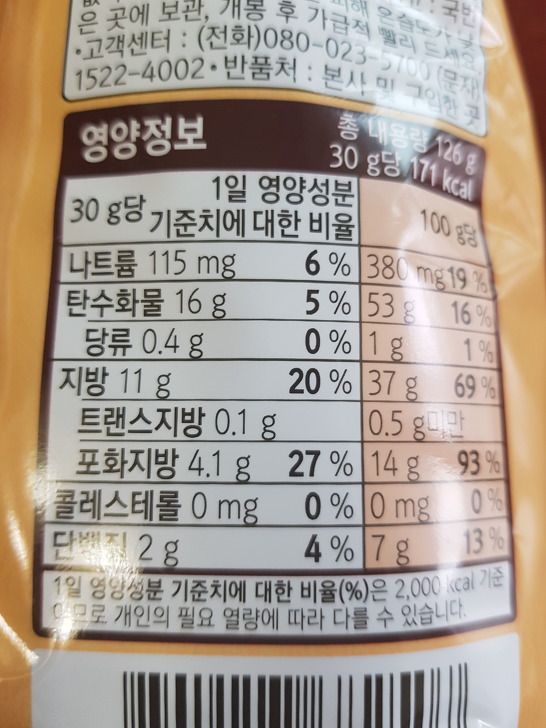 은 곳에 보관, 개봉 후 가급적 빨리 드세요
•고객센터 : (전화)080-023-5700 (문자)
1522-4002•반품처 : 본사 및 구입한 곳
영양정보
총 내용량 126 g
30 g당 171 kcal
30 g당
1일 영양성분
기준치에 대한 비율
100 g당
나트륨 115 mg 6 % 380 mg 19 %
탄수화물 16 g 5 % 53 g 16 %
당류 0.4 g 0 % 1 g 1 %
지방 11 g 20 % 37 g 69 %
트랜스지방 0.1 g 0.5 g미만
포화지방 4.1 g 27 % 14 g 93 %
콜레스테롤 0 mg 0 % 0 mg 0 %
단백질 2 g 4 % 7 g 13 %
1일 영양성분 기준치에 대한 비율(%)은 2,000 kcal 기준
이므로 개인의 필요 열량에 따라 다를 수 있습니다.